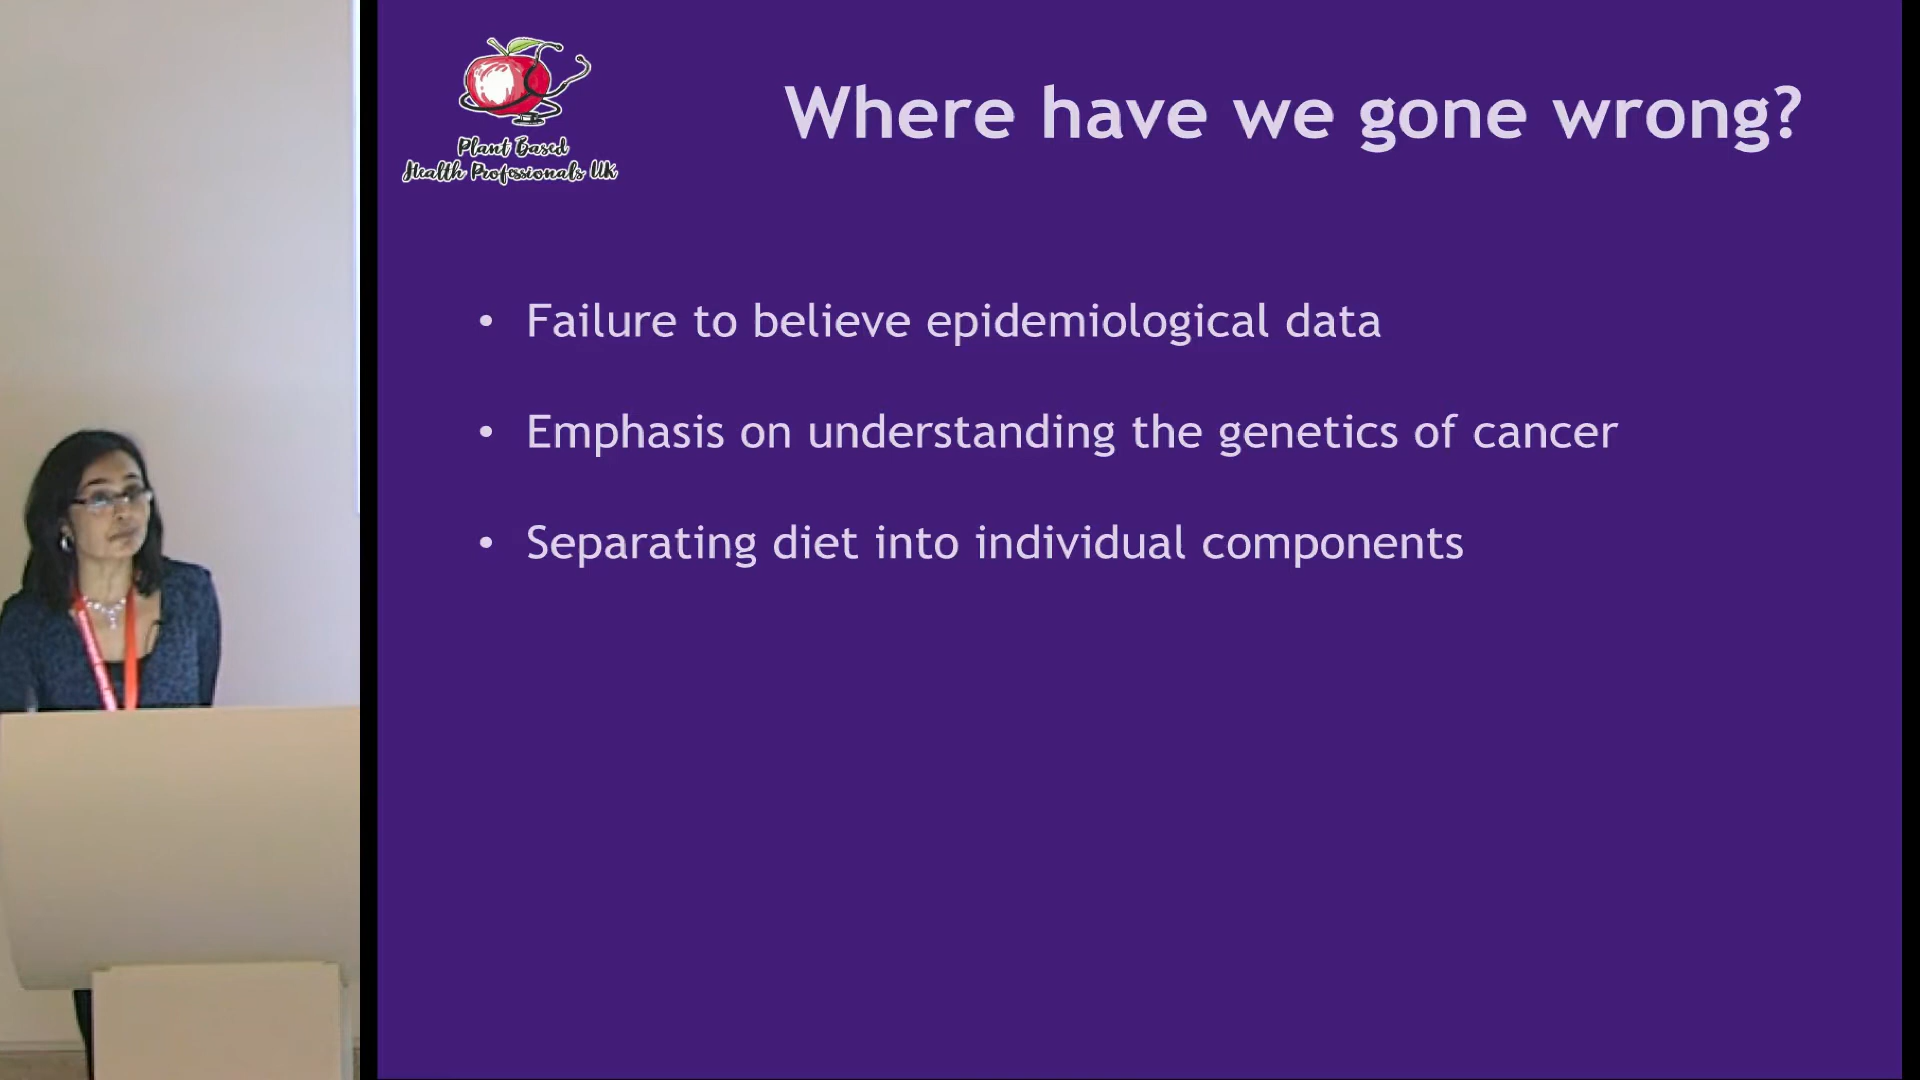 Plant Based
Health Professionals UK
Where have we gone wrong?
• Failure to believe epidemiological data
• Emphasis on understanding the genetics of cancer
• Separating diet into individual components